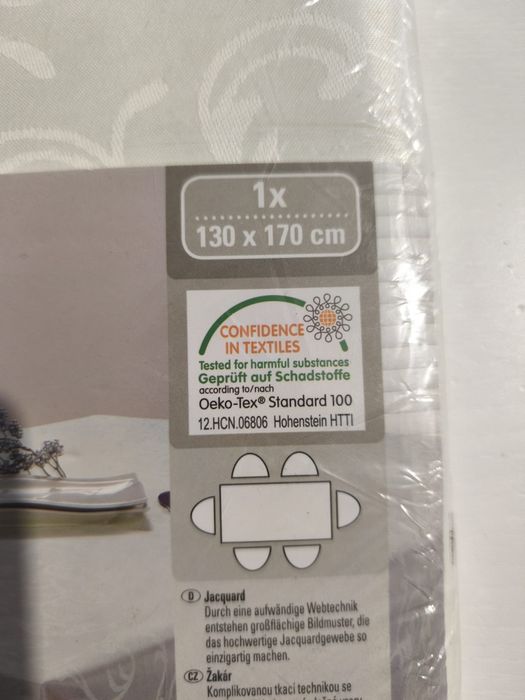 1x
130 x 170 cm
CONFIDENCE
IN TEXTILES
Tested for harmful substances
Geprüft auf Schadstoffe
according to/nach
Oeko-Tex® Standard 100
12.HCN.06806 Hohenstein HTTI
D Jacquard
Durch eine aufwändige Webtechnik
entstehen großflächige Bildmuster, die
das hochwertige Jacquardgewebe so
einzigartig machen.
CZ Žakár
Komplikovanou tkací technikou se